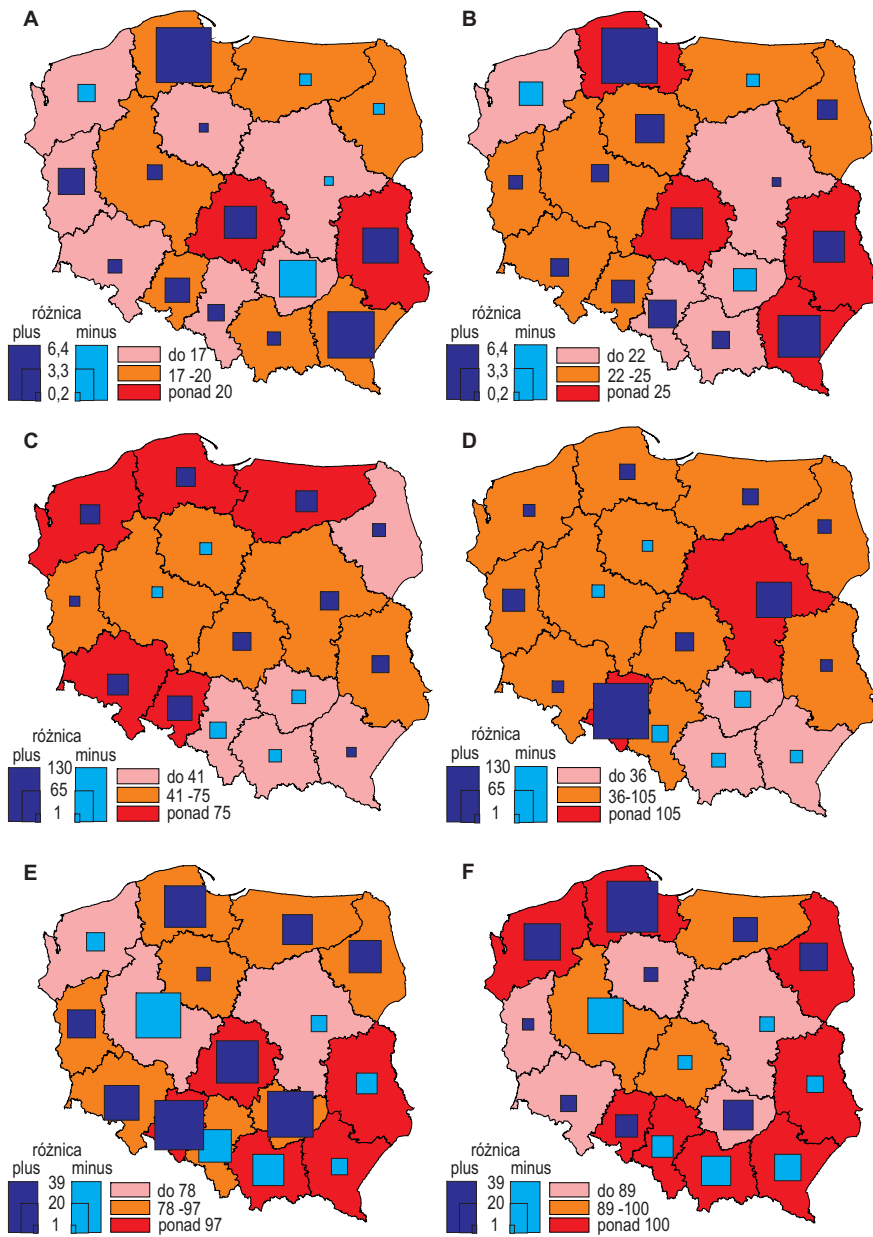 A
różnica
plus minus
6,4
3,3
0,2
do 17
17 -20
ponad 20
B
różnica
plus minus
6,4
3,3
0,2
do 22
22 -25
ponad 25
C
różnica
plus minus
130
65
1
do 41
41 -75
ponad 75
D
różnica
plus minus
130
65
1
do 36
36-105
ponad 105
E
różnica
plus minus
39
20
1
do 78
78 -97
ponad 97
F
różnica
plus minus
39
20
1
do 89
89 -100
ponad 100